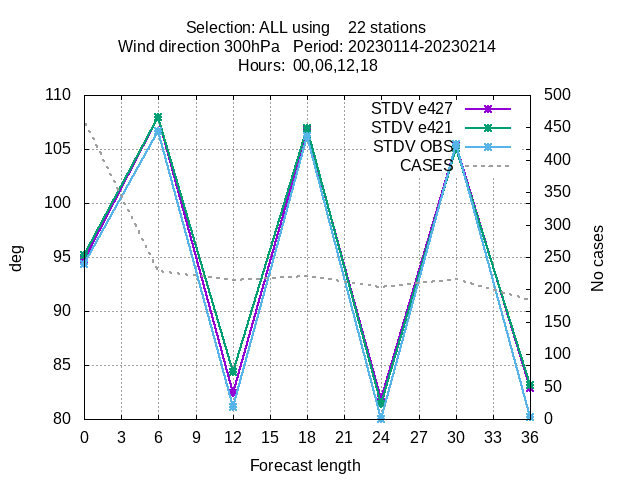 Selection: ALL using 22 stations
Wind direction 300hPa Period: 20230114-20230214
Hours: 00,06,12,18
110 500
STDV e427
450
STDV e421
105 STDV OBS
400
CASES
350
100
300
95 250
200
90
150
85 100
50
80 0
0 3 6 9 12 15 18 21 24 27 30 33 36
deg
No cases
Forecast length